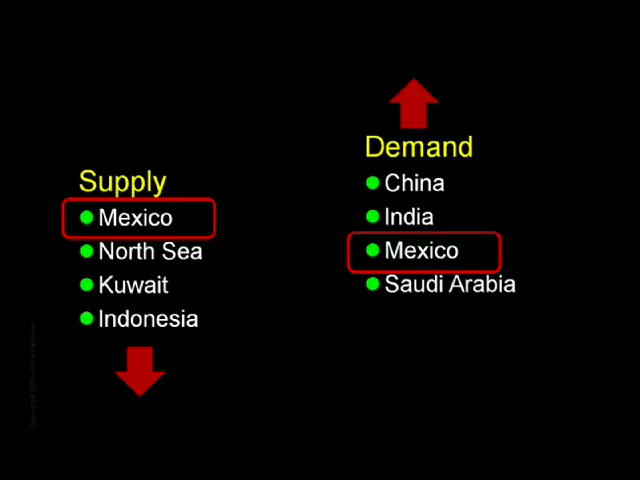 Supply
Mexico
North Sea
Kuwait
Indonesia
Demand
China
India
Mexico
Saudi Arabia